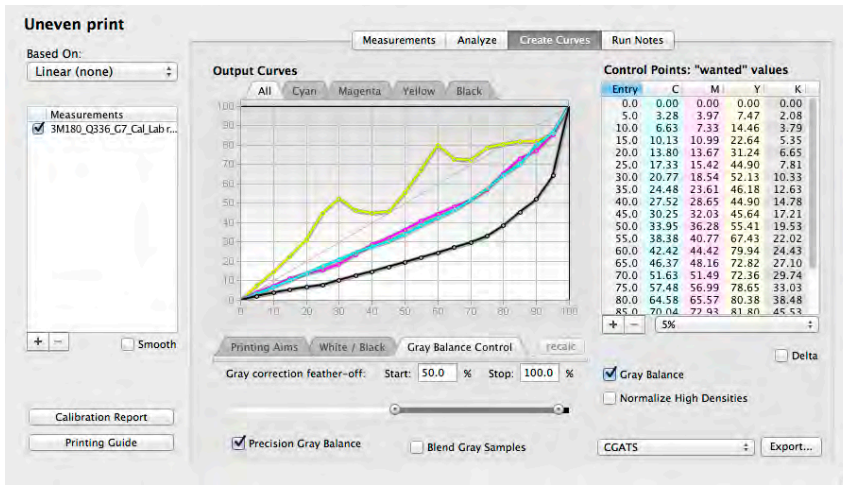 Uneven print
Based On:
Linear (none)
Measurements
3M180_Q336_G7_Cal_Lab r...
+ − Smooth
Calibration Report
Printing Guide
Measurements Analyze Create Curves Run Notes
Output Curves
All Cyan Magenta Yellow Black
100
90
80
70
60
50
40
30
20
10
0
0 10 20 30 40 50 60 70 80 90 100
Printing Aims White / Black Gray Balance Control recalc
Gray correction feather-off: Start: 50.0 % Stop: 100.0 %
Precision Gray Balance Blend Gray Samples
Control Points: "wanted" values
Entry C M Y K
0.0 0.00 0.00 0.00 0.00
5.0 3.28 3.97 7.47 2.08
10.0 6.63 7.33 14.46 3.79
15.0 10.13 10.99 22.64 5.35
20.0 13.80 13.67 31.24 6.65
25.0 17.33 15.42 44.90 7.81
30.0 20.77 18.54 52.13 10.33
35.0 24.48 23.61 46.18 12.63
40.0 27.52 28.65 44.90 14.78
45.0 30.25 32.03 45.64 17.21
50.0 33.95 36.28 55.41 19.53
55.0 38.38 40.77 67.43 22.02
60.0 42.42 44.42 79.94 24.43
65.0 46.37 48.16 72.82 27.10
70.0 51.63 51.49 72.36 29.74
75.0 57.48 56.99 78.65 33.03
80.0 64.58 65.57 80.38 38.48
85.0 70.04 72.93 81.80 45.53
+ − 5%
Delta
Gray Balance
Normalize High Densities
CGATS Export...